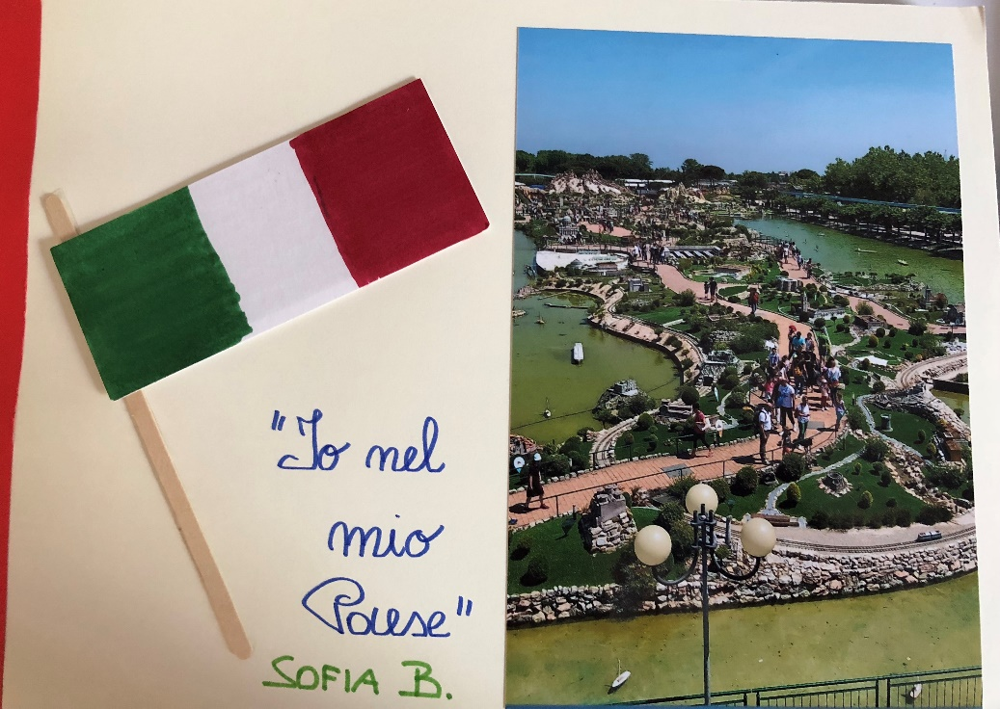 "Io nel
mio
Paese"
SOFIA B.